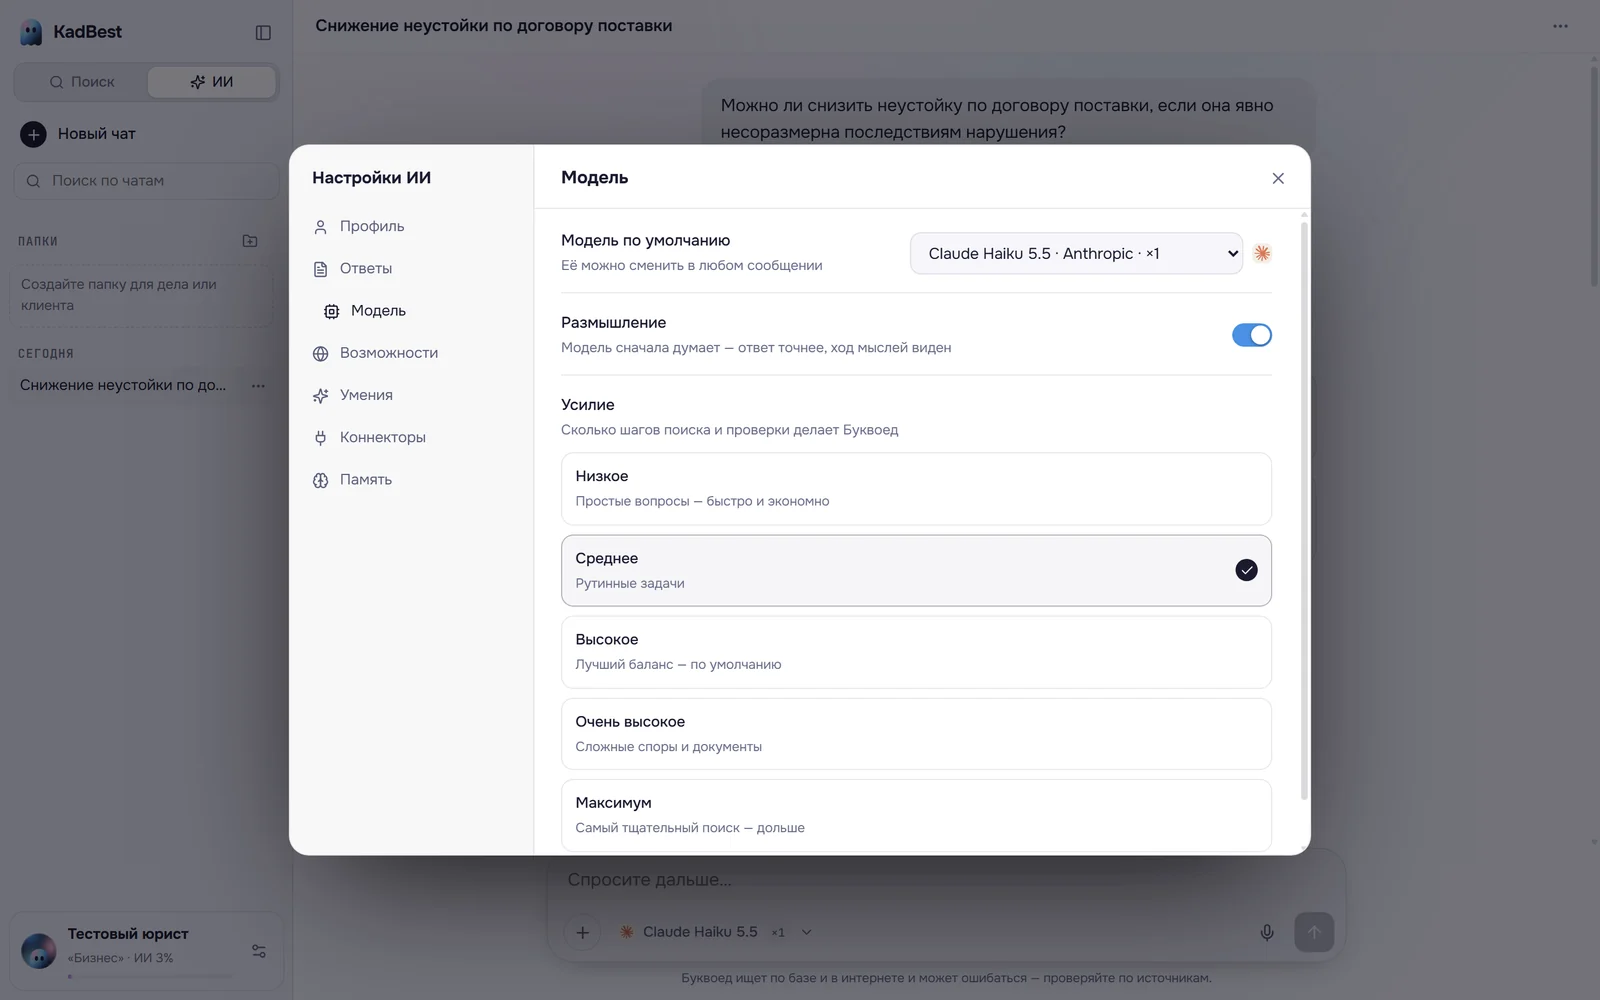 KadBest
Поиск
ИИ
Новый чат
Поиск по чатам
ПАПКИ
Создайте папку для дела или
клиента
СЕГОДНЯ
Снижение неустойки по до...
Тестовый юрист
«Бизнес» · ИИ 3%
Снижение неустойки по договору поставки
Можно ли снизить неустойку по договору поставки, если она явно
несоразмерна последствиям нарушения?
Настройки ИИ
Профиль
Ответы
Модель
Возможности
Умения
Коннекторы
Память
Модель
Модель по умолчанию
Её можно сменить в любом сообщении
Claude Haiku 5.5 · Anthropic · ×1
Размышление
Модель сначала думает — ответ точнее, ход мыслей виден
Усилие
Сколько шагов поиска и проверки делает Буквоед
Низкое
Простые вопросы — быстро и экономно
Среднее
Рутинные задачи
Высокое
Лучший баланс — по умолчанию
Очень высокое
Сложные споры и документы
Максимум
Самый тщательный поиск — дольше
Спросите дальше...
Claude Haiku 5.5 ×1
Буквоед ищет по базе и в интернете и может ошибаться — проверяйте по источникам.